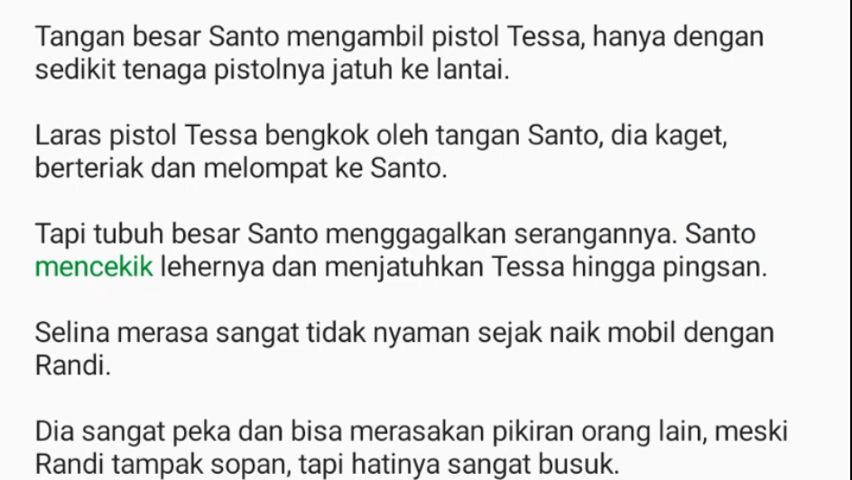 Tangan besar Santo mengambil pistol Tessa, hanya dengan
sedikit tenaga pistolnya jatuh ke lantai.
Laras pistol Tessa bengkok oleh tangan Santo, dia kaget,
berteriak dan melompat ke Santo.
Tapi tubuh besar Santo menggagalkan serangannya. Santo
mencekik lehernya dan menjatuhkan Tessa hingga pingsan.
Selina merasa sangat tidak nyaman sejak naik mobil dengan
Randi.
Dia sangat peka dan bisa merasakan pikiran orang lain, meski
Randi tampak sopan, tapi hatinya sangat busuk.